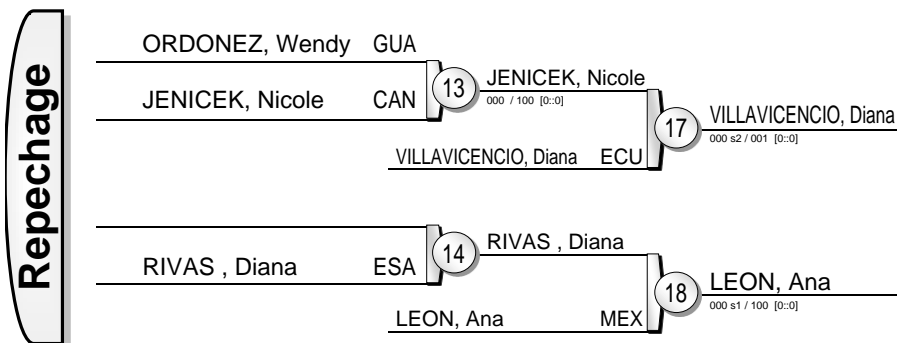 Repechage
ORDONEZ, Wendy GUA
JENICEK, Nicole CAN
13
JENICEK, Nicole
000 / 100 [0::0]
VILLAVICENCIO, Diana ECU
17
VILLAVICENCIO, Diana
000 s2 / 001 [0::0]
RIVAS , Diana ESA
14
RIVAS , Diana
LEON, Ana MEX
18
LEON, Ana
000 s1 / 100 [0::0]